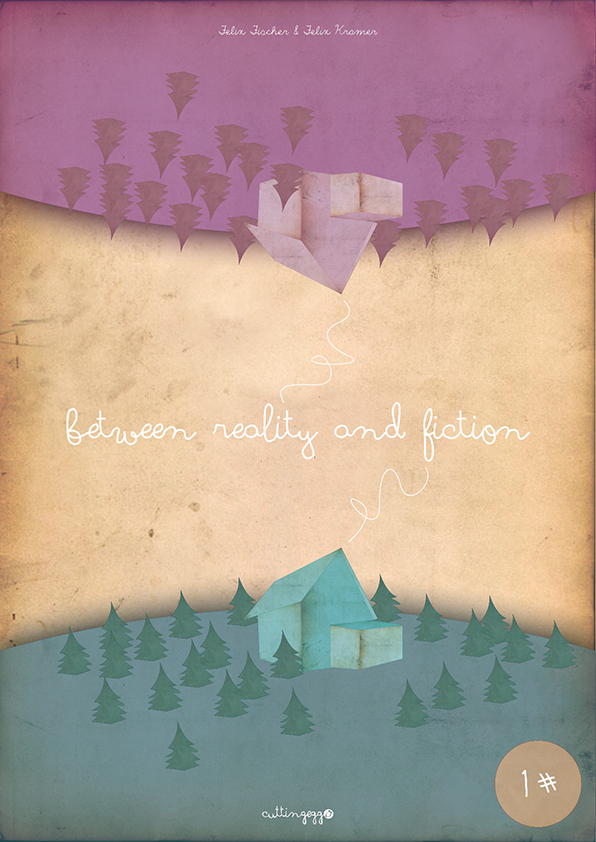 Felix Fischer & Felix Kramer
between reality and fiction
1 #
cuttingegg